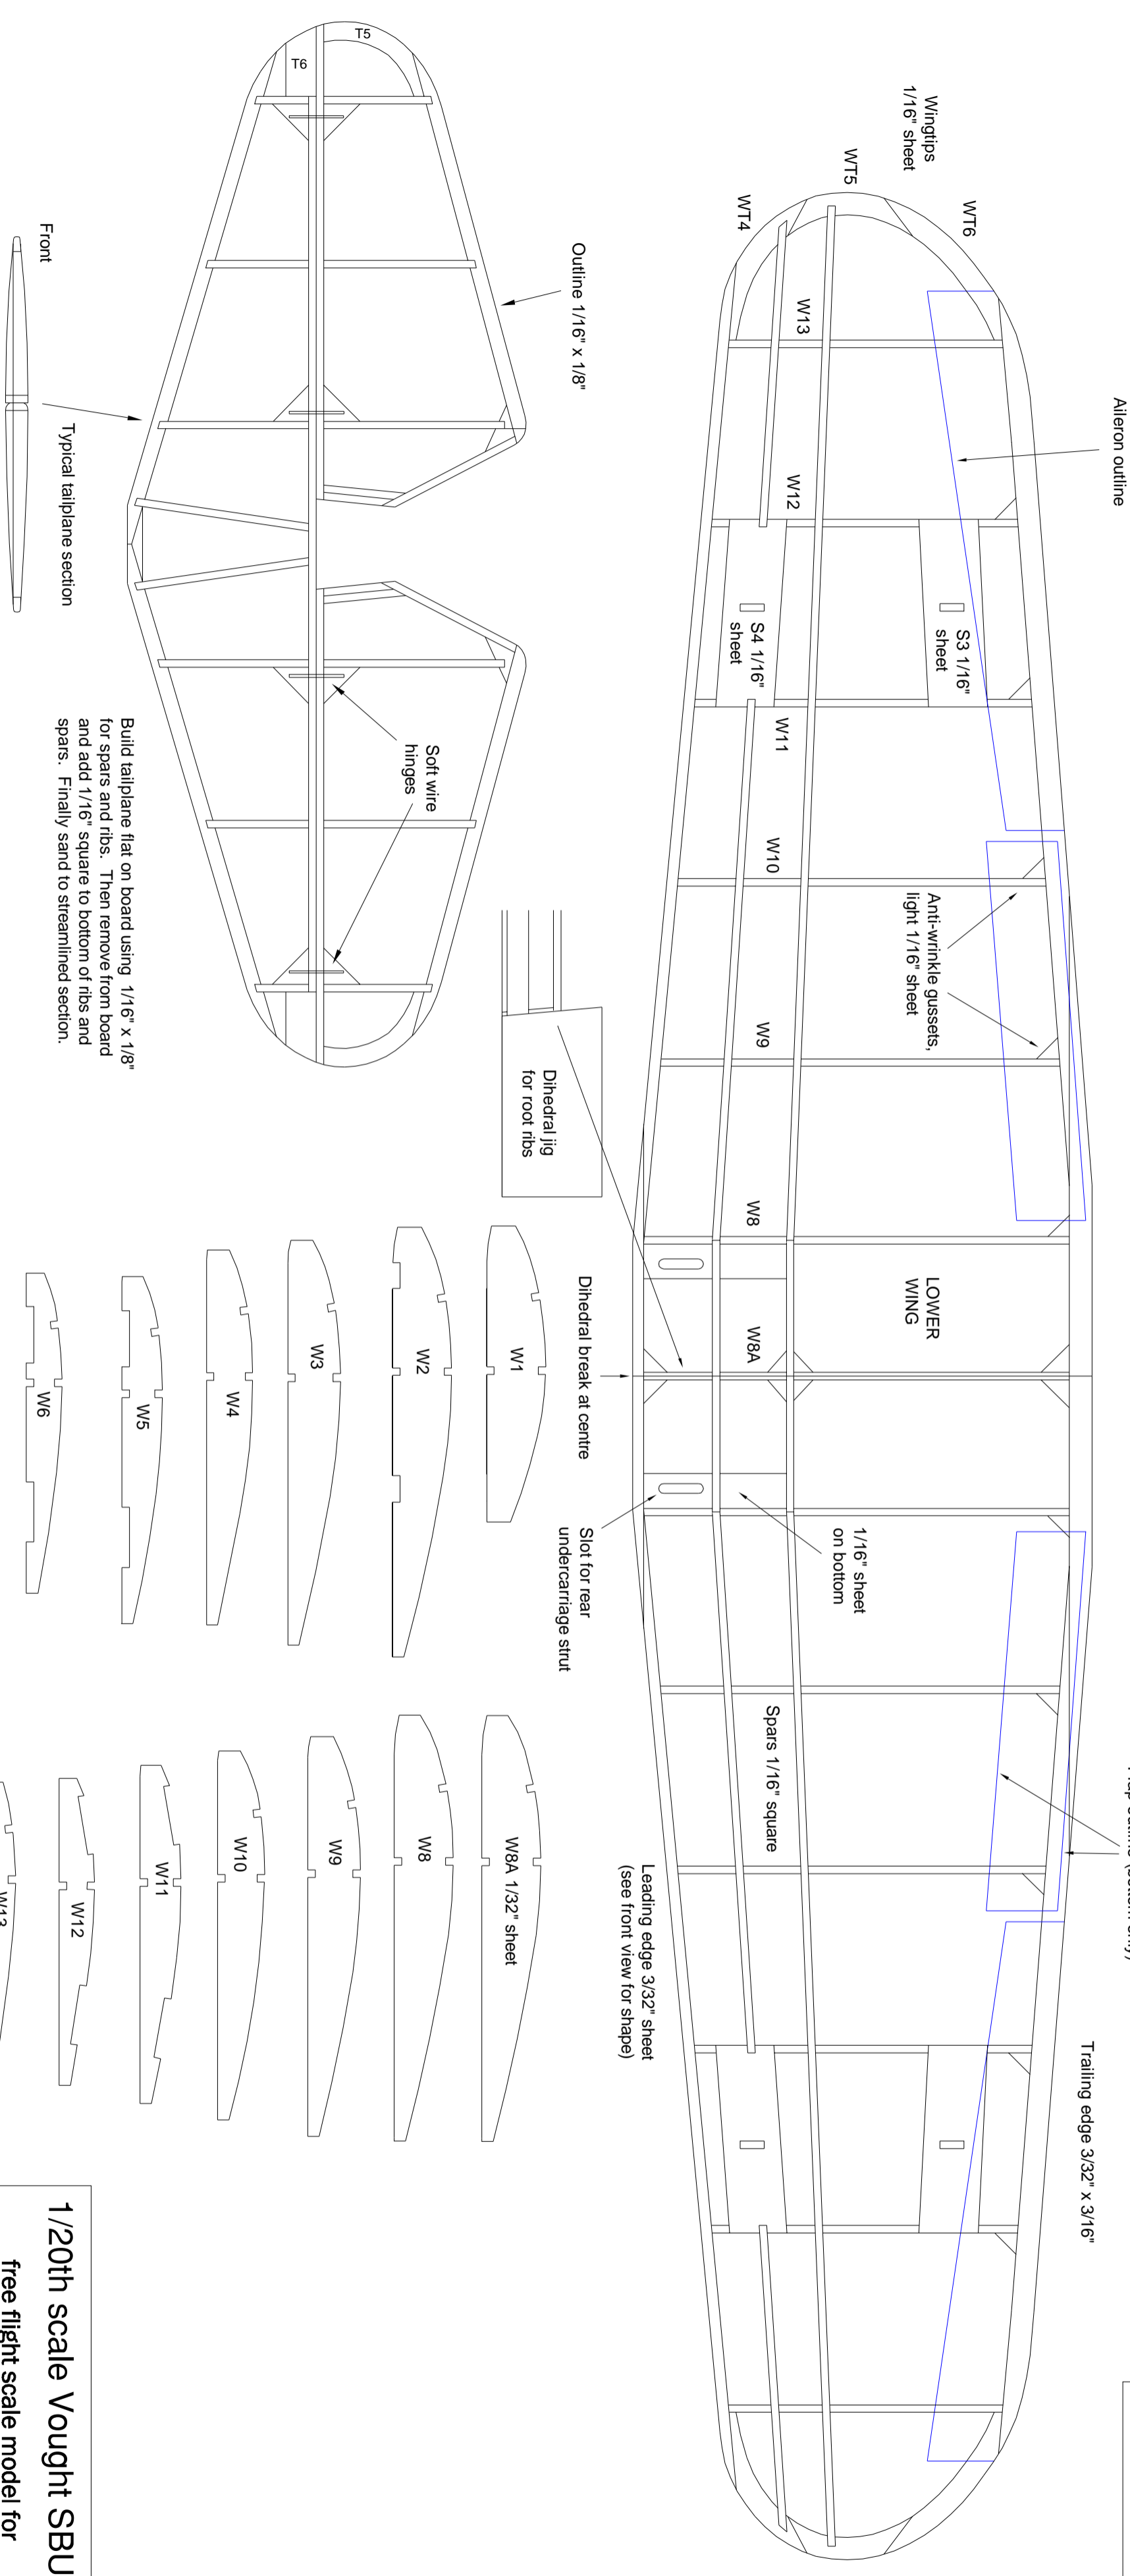 Aileron outline
Wingtips
1/16" sheet
WT6
WT5
WT4
W13
W12
S3 1/16"
sheet
S4 1/16"
sheet
W11
W10
Anti-wrinkle gussets,
light 1/16" sheet
W9
W8
LOWER
WING
W8A
Dihedral break at centre
1/16" sheet
on bottom
Slot for rear
undercarriage strut
Spars 1/16" square
Leading edge 3/32" sheet
(see front view for shape)
Trailing edge 3/32" x 3/16"
T5
T6
Outline 1/16" x 1/8"
Soft wire
hinges
Dihedral jig
for root ribs
Front
Typical tailplane section
Build tailplane flat on board using 1/16" x 1/8"
for spars and ribs. Then remove from board
and add 1/16" square to bottom of ribs and
spars. Finally sand to streamlined section.
W1
W2
W3
W4
W5
W6
W8A 1/32" sheet
W8
W9
W10
W11
W12
W13
1/20th scale Vought SBU
free flight scale model for